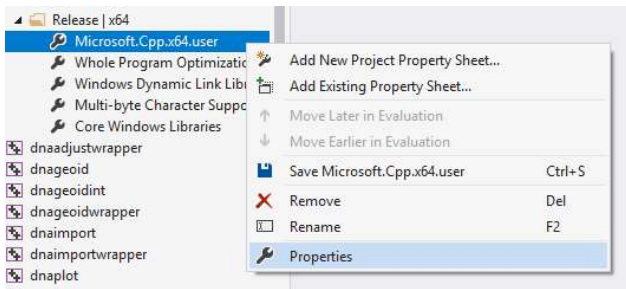 Release | x64
Microsoft.Cpp.x64.user
Whole Program Optimizatic
Windows Dynamic Link Libr
Multi-byte Character Suppc
Core Windows Libraries
dnaadjustwrapper
dnageoid
dnageoidint
dnageoidwrapper
dnaimport
dnaimportwrapper
dnaplot
Add New Project Property Sheet...
Add Existing Property Sheet...
Move Later in Evaluation
Move Earlier in Evaluation
Save Microsoft.Cpp.x64.user Ctrl+S
Remove Del
Rename F2
Properties